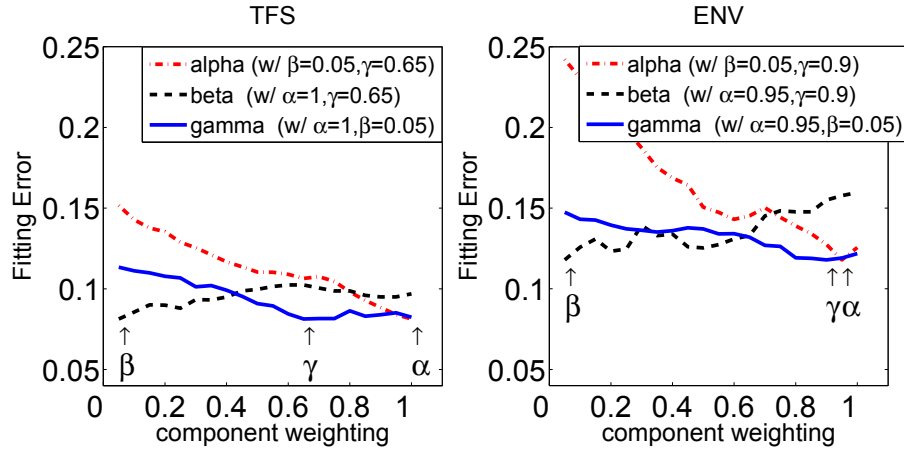 TFS
0.25
0.2
0.15
0.1
0.05
Fitting Error
alpha (w/ β=0.05,γ=0.65)
beta (w/ α=1,γ=0.65)
gamma (w/ α=1,β=0.05)
↑ ↑ ↑
β γ α
0 0.2 0.4 0.6 0.8 1
component weighting
ENV
0.25
0.2
0.15
0.1
0.05
Fitting Error
alpha (w/ β=0.05,γ=0.9)
beta (w/ α=0.95,γ=0.9)
gamma (w/ α=0.95,β=0.05)
↑ ↑ ↑
β γ α
0 0.2 0.4 0.6 0.8 1
component weighting